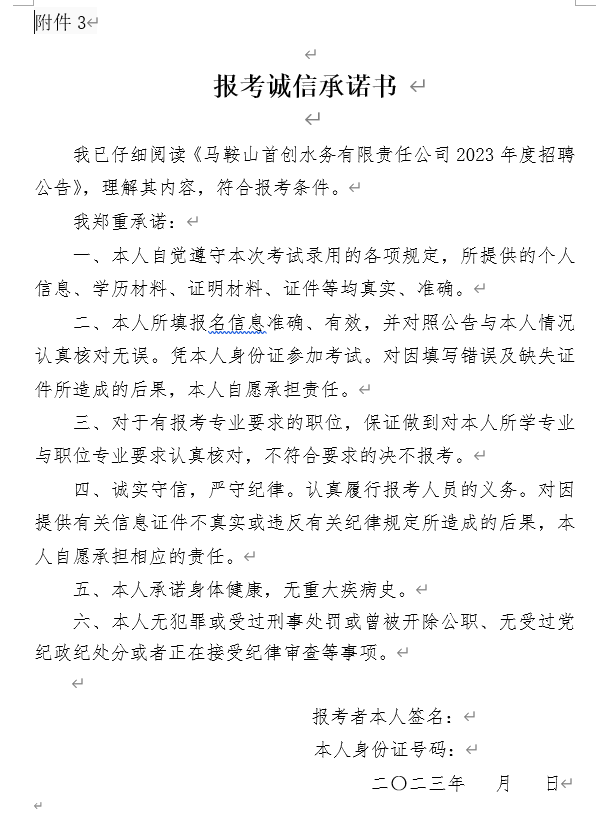 附件 3
报考诚信承诺书
我已仔细阅读《马鞍山首创水务有限责任公司 2023 年度招聘
公告》，理解其内容，符合报考条件。
我郑重承诺：
一、本人自觉遵守本次考试录用的各项规定，所提供的个人
信息、学历材料、证明材料、证件等均真实、准确。
二、本人所填报名信息准确、有效，并对照公告与本人情况
认真核对无误。凭本人身份证参加考试。对因填写错误及缺失证
件所造成的后果，本人自愿承担责任。
三、对于有报考专业要求的职位，保证做到对本人所学专业
与职位专业要求认真核对，不符合要求的决不报考。
四、诚实守信，严守纪律。认真履行报考人员的义务。对因
提供有关信息证件不真实或违反有关纪律规定所造成的后果，本
人自愿承担相应的责任。
五、本人承诺身体健康，无重大疾病史。
六、本人无犯罪或受过刑事处罚或曾被开除公职、无受过党
纪政纪处分或者正在接受纪律审查等事项。
报考者本人签名：
本人身份证号码：
二〇二三年 月 日